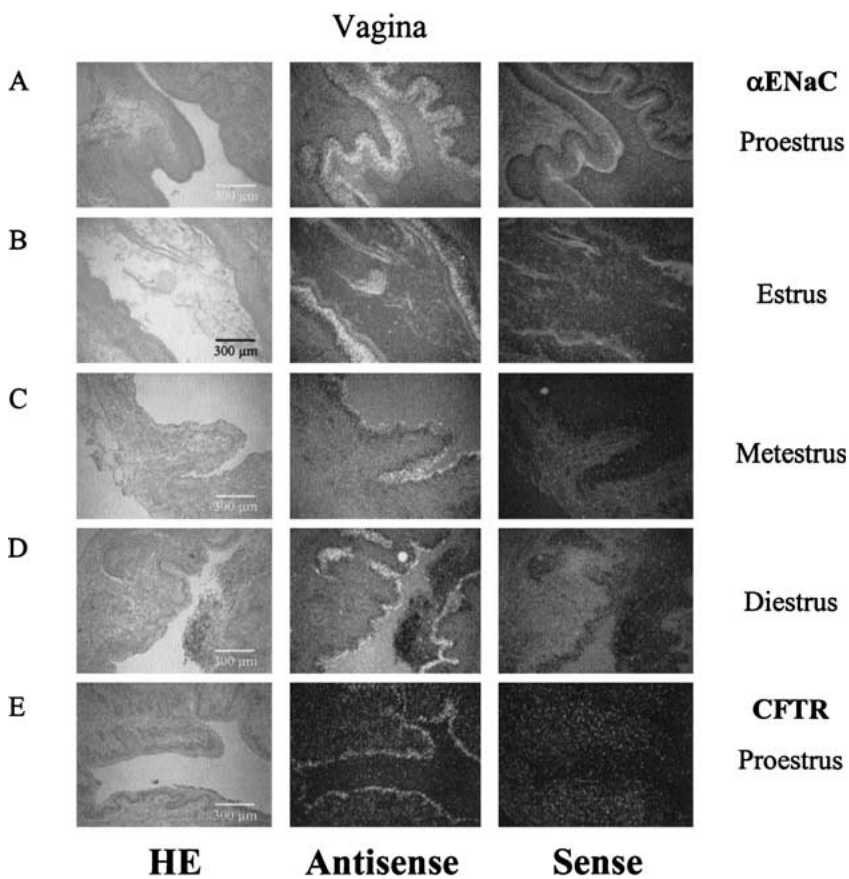 Vagina
A
αENaC
Proestrus
300 µm
B
Estrus
300 µm
C
Metestrus
300 µm
D
Diestrus
300 µm
E
CFTR
Proestrus
300 µm
HE Antisense Sense